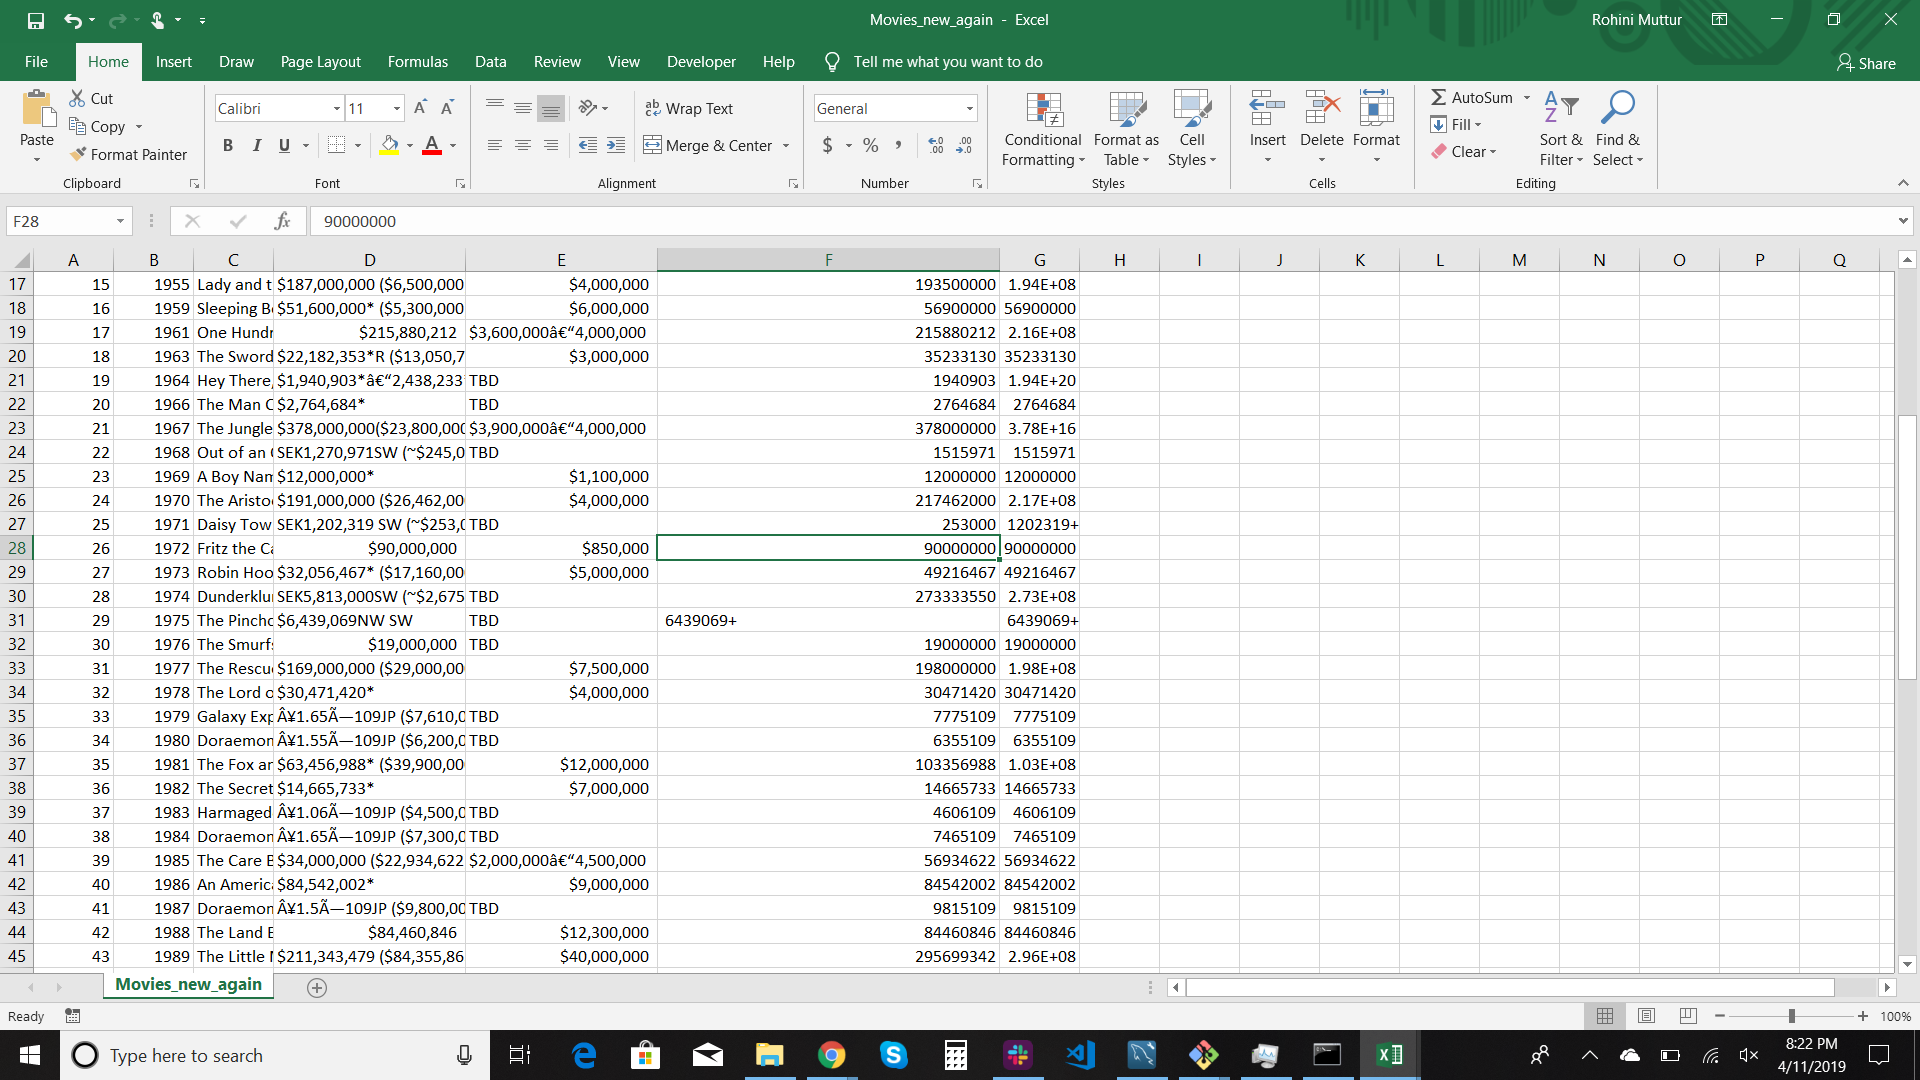 Movies_new_again - Excel
Rohini Muttur
File Home Insert Draw Page Layout Formulas Data Review View Developer Help Tell me what you want to do Share
Paste
Cut
Copy
Format Painter
Clipboard
Calibri 11
B I U
Font
ab Wrap Text
Merge & Center
Alignment
General
$ % ,
Number
Conditional Formatting
Format as Table
Cell Styles
Styles
Insert Delete Format
Cells
AutoSum
Fill
Clear
Sort & Filter
Find & Select
Editing
F28 fx 90000000
A B C D E F G H I J K L M N O P Q
17 15 1955 Lady and t $187,000,000 ($6,500,000 $4,000,000 193500000 1.94E+08
18 16 1959 Sleeping Be $51,600,000* ($5,300,000 $6,000,000 56900000 56900000
19 17 1961 One Hundr $215,880,212 $3,600,000â€“4,000,000 215880212 2.16E+08
20 18 1963 The Sword $22,182,353*R ($13,050,7 $3,000,000 35233130 35233130
21 19 1964 Hey There, $1,940,903*â€“2,438,233* TBD 1940903 1.94E+20
22 20 1966 The Man C $2,764,684* TBD 2764684 2764684
23 21 1967 The Jungle $378,000,000($23,800,000 $3,900,000â€“4,000,000 378000000 3.78E+16
24 22 1968 Out of an SEK1,270,971SW (~$245,0 TBD 1515971 1515971
25 23 1969 A Boy Nam $12,000,000* $1,100,000 12000000 12000000
26 24 1970 The Aristo $191,000,000 ($26,462,00 $4,000,000 217462000 2.17E+08
27 25 1971 Daisy Tow SEK1,202,319 SW (~$253,0 TBD 253000 1202319+
28 26 1972 Fritz the Ca $90,000,000 $850,000 90000000 90000000
29 27 1973 Robin Hoo $32,056,467* ($17,160,00 $5,000,000 49216467 49216467
30 28 1974 Dunderklu SEK5,813,000SW (~$2,675 TBD 273333550 2.73E+08
31 29 1975 The Pinchc $6,439,069NW SW TBD 6439069+ 6439069+
32 30 1976 The Smurfs $19,000,000 TBD 19000000 19000000
33 31 1977 The Rescu $169,000,000 ($29,000,00 $7,500,000 198000000 1.98E+08
34 32 1978 The Lord o $30,471,420* $4,000,000 30471420 30471420
35 33 1979 Galaxy Exp Â¥1.65Ã—109JP ($7,610,0 TBD 7775109 7775109
36 34 1980 Doraemon Â¥1.55Ã—109JP ($6,200,0 TBD 6355109 6355109
37 35 1981 The Fox an $63,456,988* ($39,900,00 $12,000,000 103356988 1.03E+08
38 36 1982 The Secret $14,665,733* $7,000,000 14665733 14665733
39 37 1983 Harmaged Â¥1.06Ã—109JP ($4,500,0 TBD 4606109 4606109
40 38 1984 Doraemon Â¥1.65Ã—109JP ($7,300,0 TBD 7465109 7465109
41 39 1985 The Care B $34,000,000 ($22,934,622 $2,000,000â€“4,500,000 56934622 56934622
42 40 1986 An America $84,542,002* $9,000,000 84542002 84542002
43 41 1987 Doraemon Â¥1.5Ã—109JP ($9,800,00 TBD 9815109 9815109
44 42 1988 The Land B $84,460,846 $12,300,000 84460846 84460846
45 43 1989 The Little M $211,343,479 ($84,355,86 $40,000,000 295699342 2.96E+08
Movies_new_again
Ready 100%
Type here to search
8:22 PM
4/11/2019